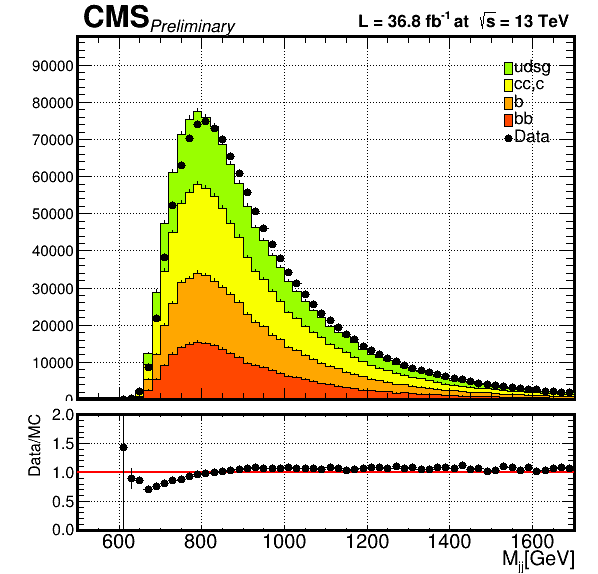 CMS Preliminary L = 36.8 fb⁻¹ at √s = 13 TeV
90000
80000
70000
60000
50000
40000
30000
20000
10000
0
udsg
cc,c
b
bb
Data
Data/MC
2.0
1.5
1.0
0.5
0.0
600 800 1000 1200 1400 1600
Mjj[GeV]